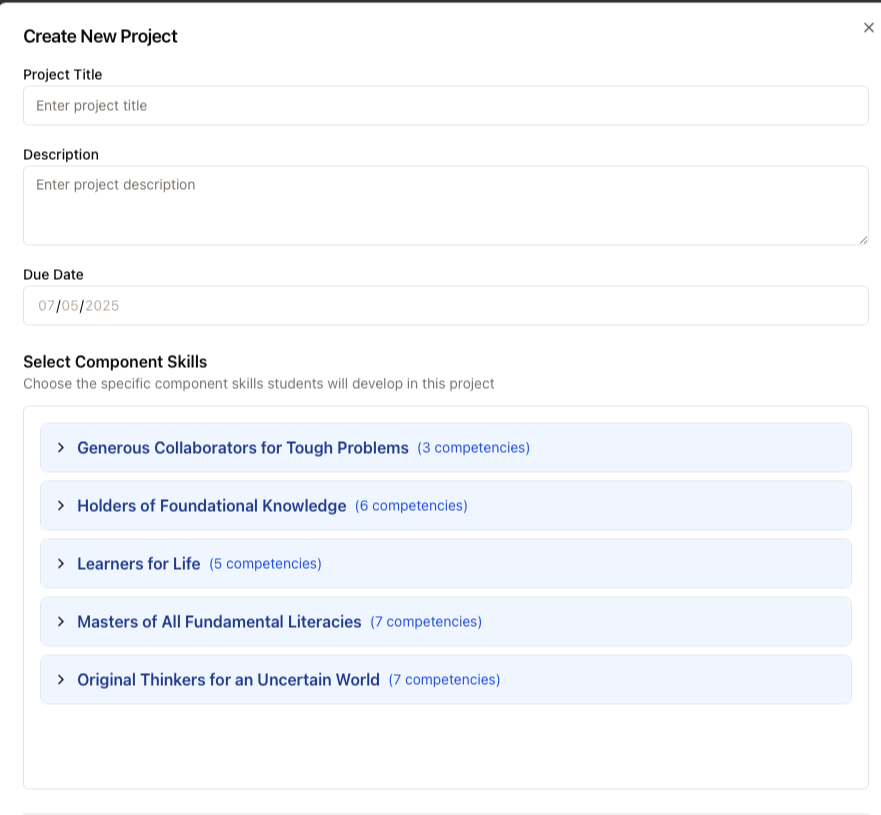 Create New Project
Project Title
Enter project title
Description
Enter project description
Due Date
07/05/2025
Select Component Skills
Choose the specific component skills students will develop in this project
Generous Collaborators for Tough Problems (3 competencies)
Holders of Foundational Knowledge (6 competencies)
Learners for Life (5 competencies)
Masters of All Fundamental Literacies (7 competencies)
Original Thinkers for an Uncertain World (7 competencies)